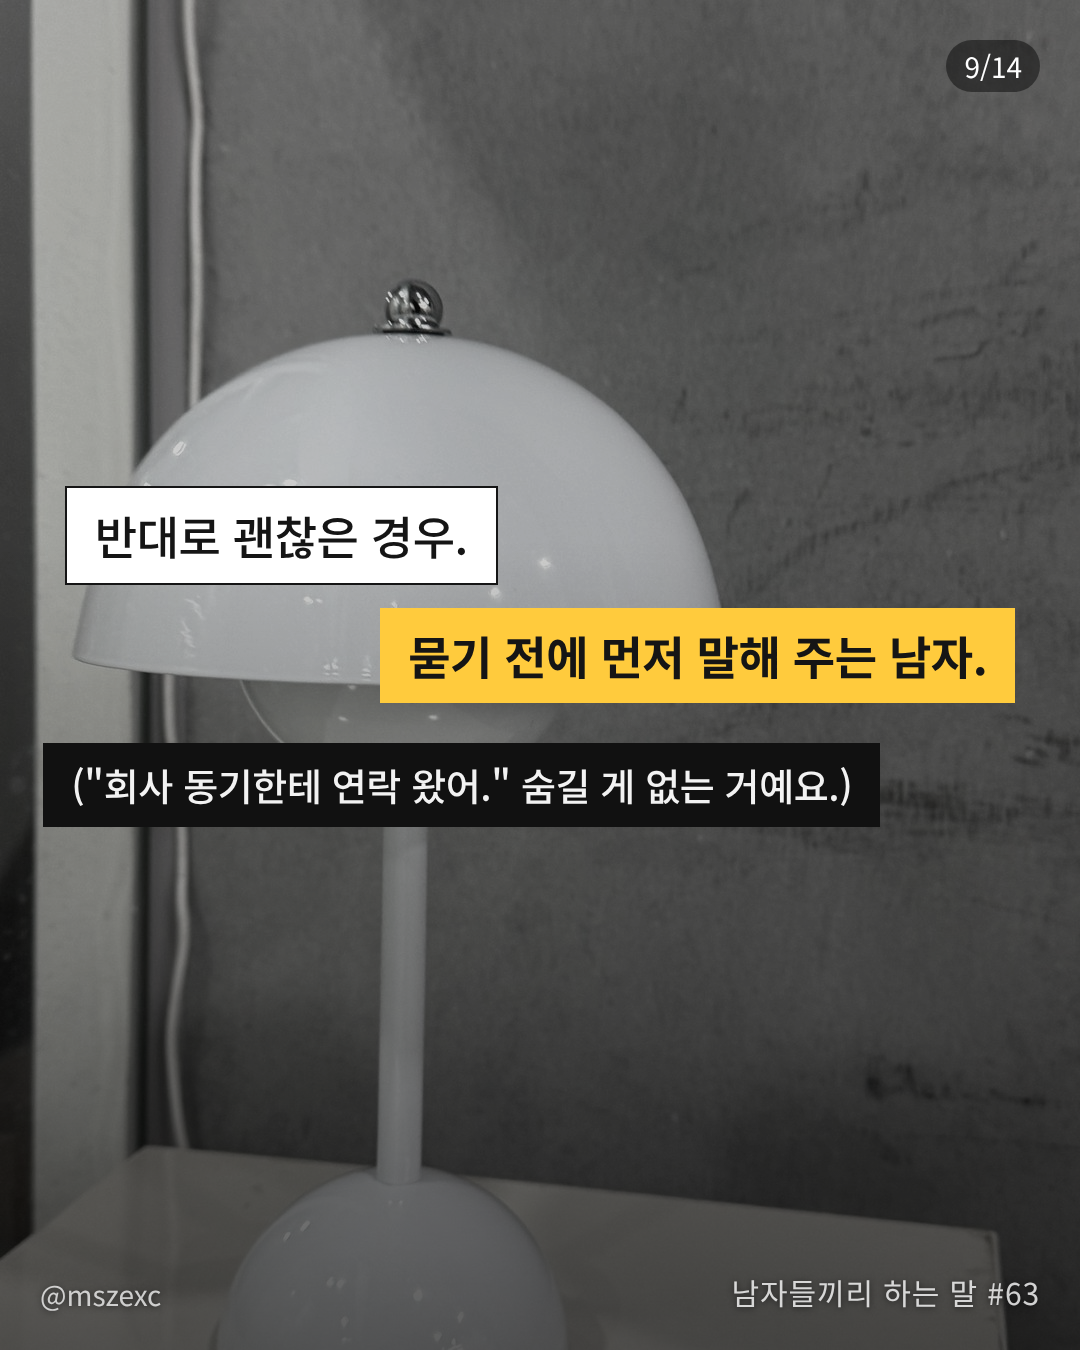 9/14
반대로 괜찮은 경우.
묻기 전에 먼저 말해 주는 남자.
("회사 동기한테 연락 왔어." 숨길 게 없는 거예요.)
@mszexc
남자들끼리 하는 말 #63